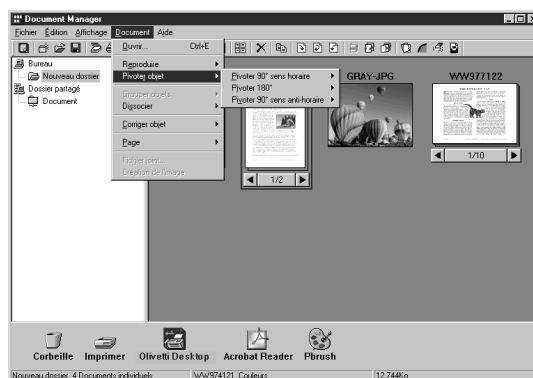 Document Manager
Fichier Édition Affichage Document Aide
Ouvrir... Ctrl+E
Reproduire
Pivoter objet
Grouper objets
Dissocier
Corriger objet
Page
Fichier joint...
Création de l'image
Pivoter 90° sens horaire
Pivoter 180°
Pivoter 90° sens anti-horaire
Bureau
Nouveau dossier
Dossier partagé
Document
GRAY-JPG
WW977122
1/2
1/10
Corbeille Imprimer Olivetti Desktop Acrobat Reader Pbrush
Nouveau dossier, 4 Documents individuels WW974121, Couleurs 12.744Ko